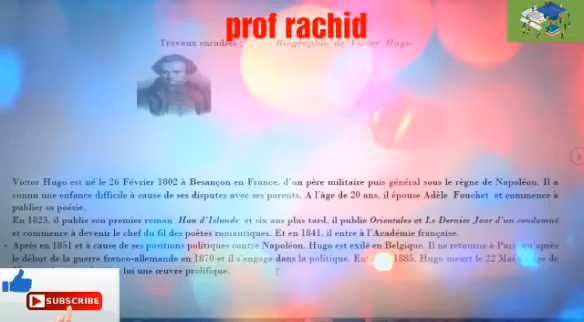 prof rachid
Travaux encadrés : Biographie de Victor Hugo
Victor Hugo est né le 26 Février 1802 à Besançon en France, d'un père militaire puis général sous le règne de Napoléon. Il a
connu une enfance difficile à cause de ses disputes avec ses parents. A l'âge de 20 ans, il épouse Adèle Fouchet et commence à
publier sa poésie.
En 1823, il publie son premier roman Han d'Islande et six ans plus tard, il publie Orientales et Le Dernier Jour d'un condamné
et commence à devenir le chef du fil des poètes romantiques. Et en 1841, il entre à l'Académie française.
Après en 1851 et à cause de ses positions politiques contre Napoléon, Hugo est exilé en Belgique. Il ne retourne à Paris qu'après
le début de la guerre franco-allemande en 1870 et il s'engage dans la politique. 1885. Hugo meurt le 22 Mai de
lui une œuvre prolifique.
SUBSCRIBE